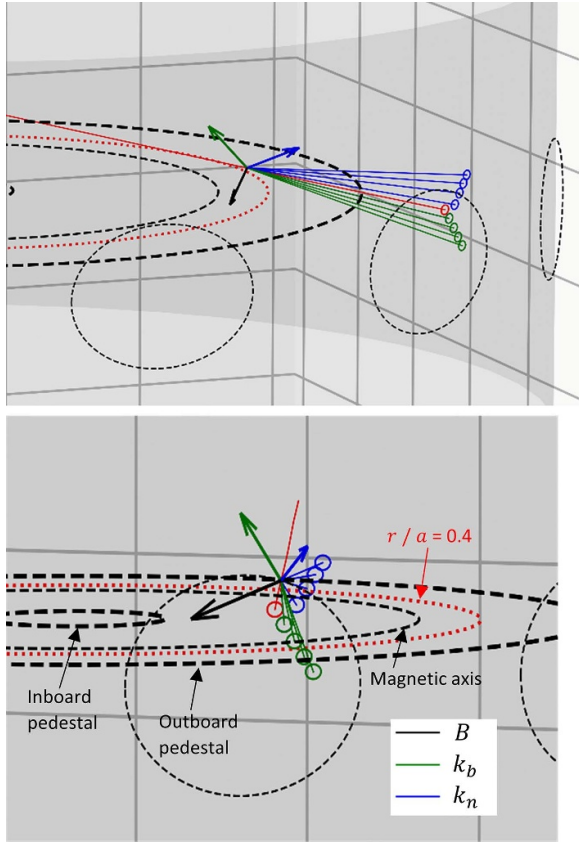 r / a = 0.4
Inboard
pedestal
Outboard
pedestal
Magnetic axis
B
k_b
k_n